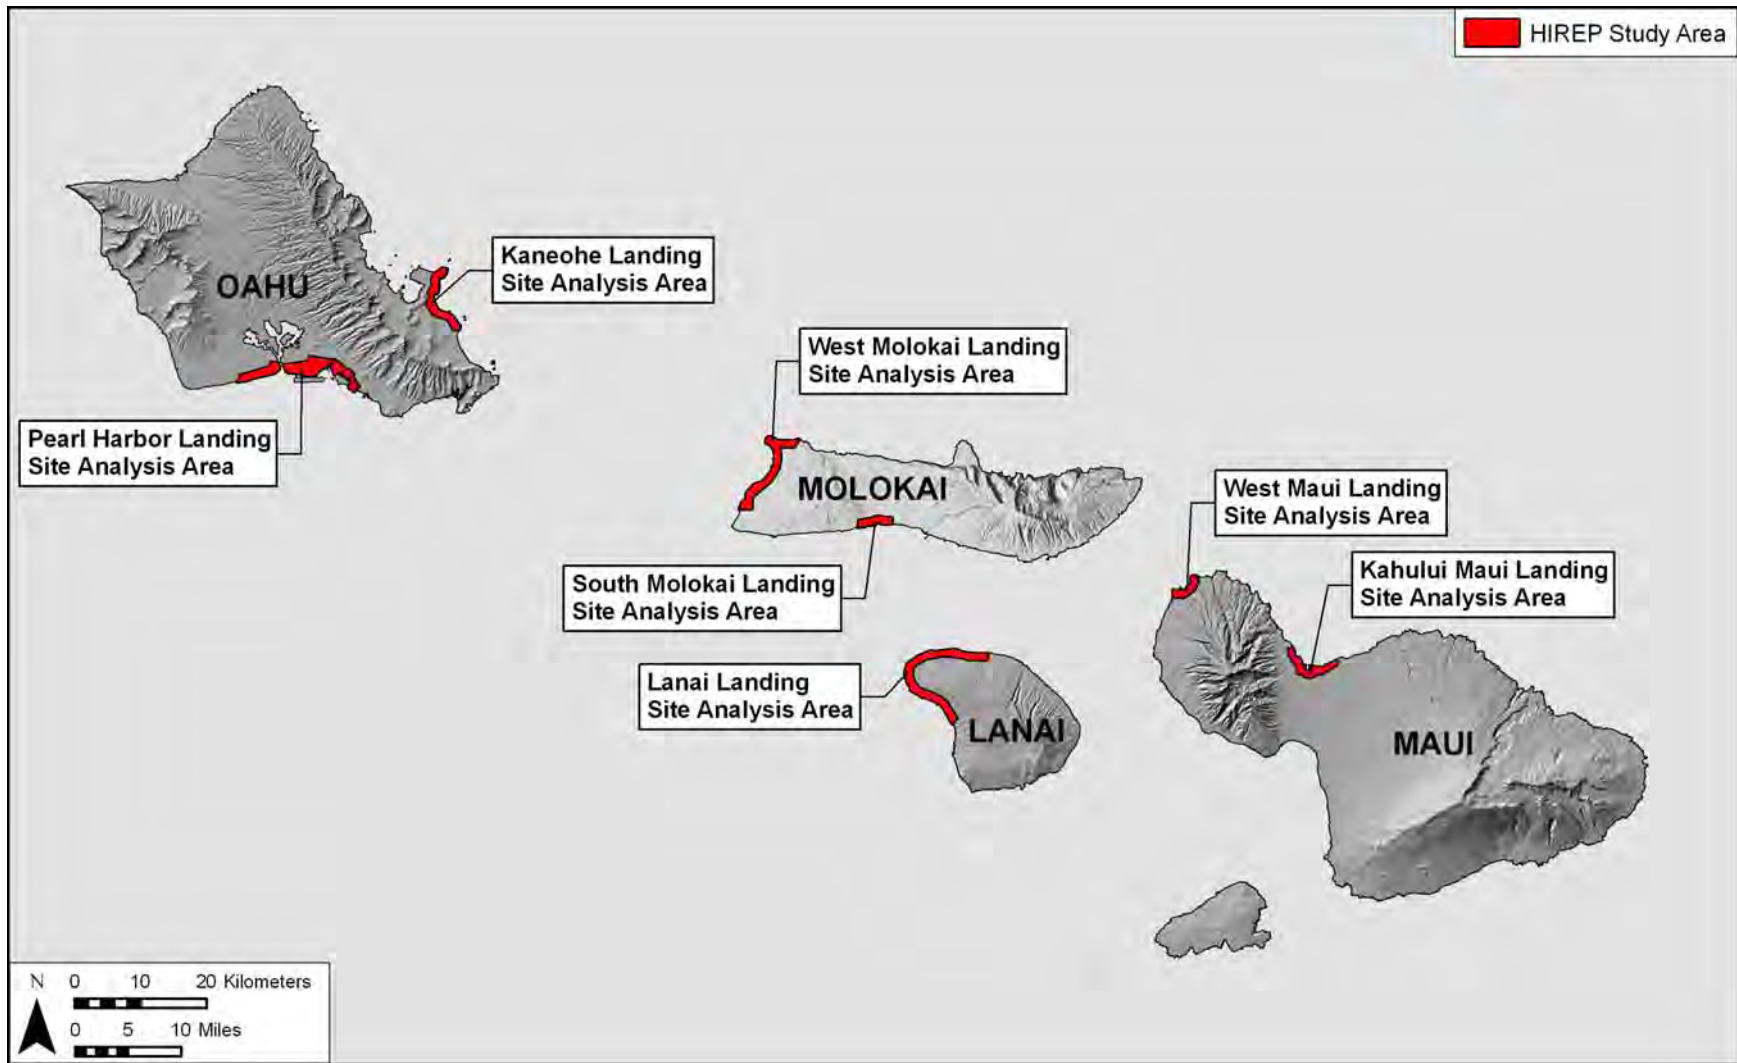 HIREP Study Area
Kaneohe Landing
Site Analysis Area
OAHU
West Molokai Landing
Site Analysis Area
Pearl Harbor Landing
Site Analysis Area
MOLOKAI
West Maui Landing
Site Analysis Area
South Molokai Landing
Site Analysis Area
Kahului Maui Landing
Site Analysis Area
Lanai Landing
Site Analysis Area
LANAI
MAUI
N
0 10 20 Kilometers
0 5 10 Miles